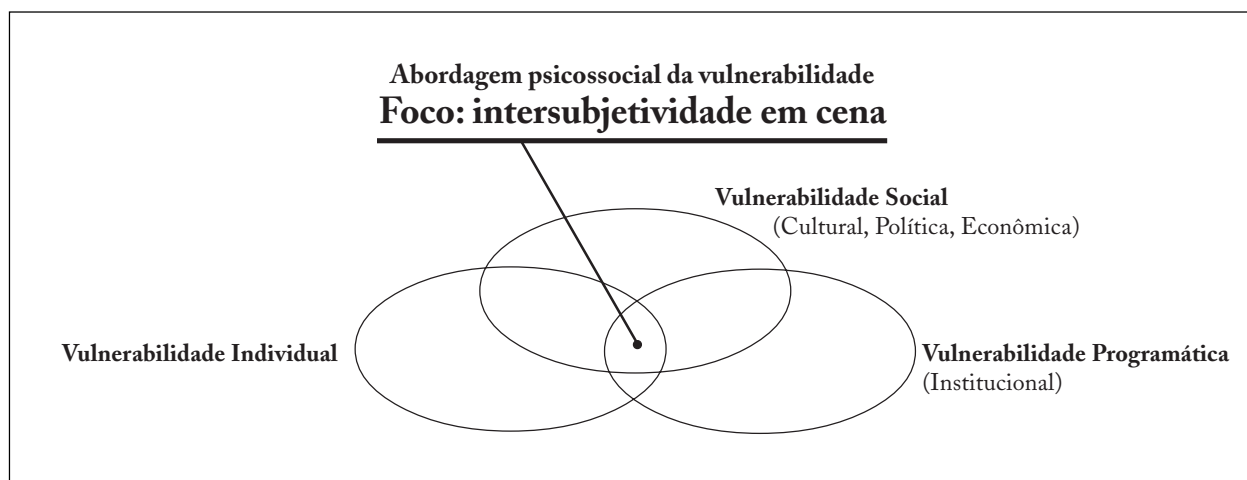 Abordagem psicossocial da vulnerabilidade
Foco: intersubjetividade em cena
Vulnerabilidade Social
(Cultural, Política, Econômica)
Vulnerabilidade Individual
Vulnerabilidade Programática
(Institucional)